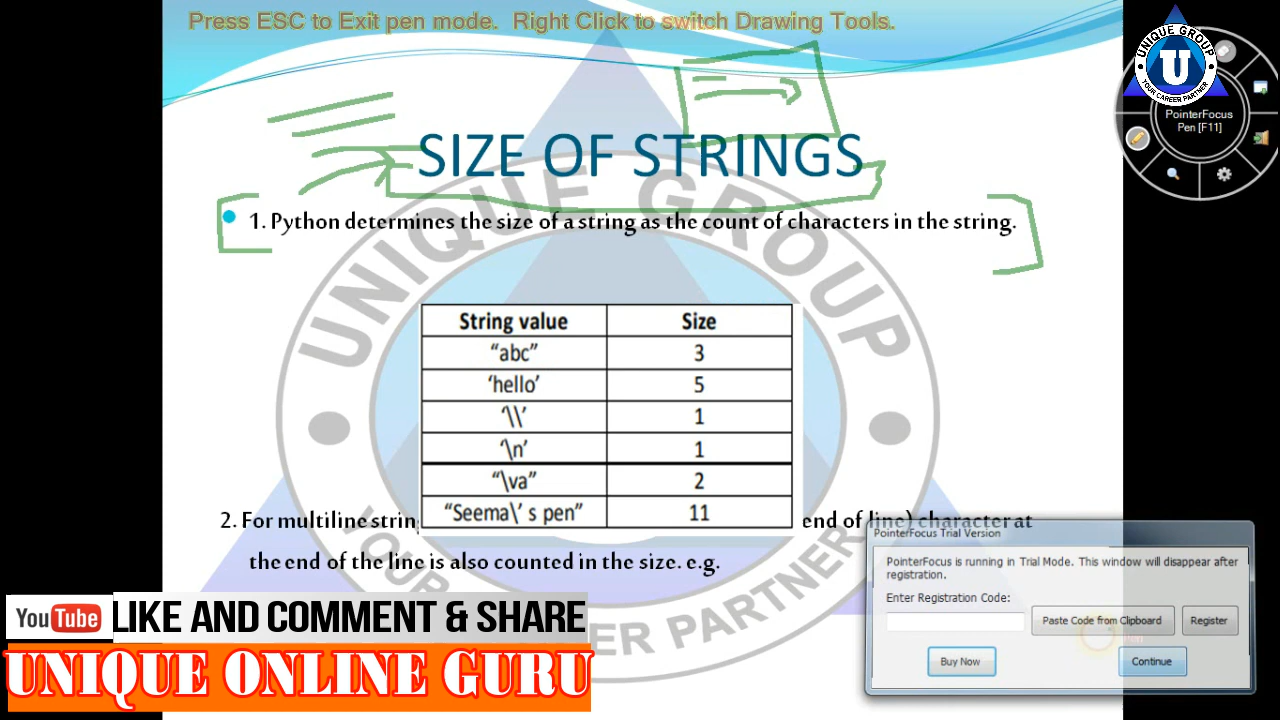 Press ESC to Exit pen mode. Right Click to switch Drawing Tools.
UNIQUE GROUP
U
YOUR CAREER PARTNER
PointerFocus
Pen [F11]
SIZE OF STRINGS
1. Python determines the size of a string as the count of characters in the string.
UNIQUE GROUP
String value Size
“abc” 3
‘hello’ 5
‘\\’ 1
‘\n’ 1
“\va” 2
“Seema\’ s pen” 11
2. For multiline string end of line) character at
the end of the line is also counted in the size. e.g.
PointerFocus Trial Version
PointerFocus is running in Trial Mode. This window will disappear after
registration.
Enter Registration Code:
Paste Code from Clipboard Register
Buy Now Continue
YouTube LIKE AND COMMENT & SHARE
UNIQUE ONLINE GURU